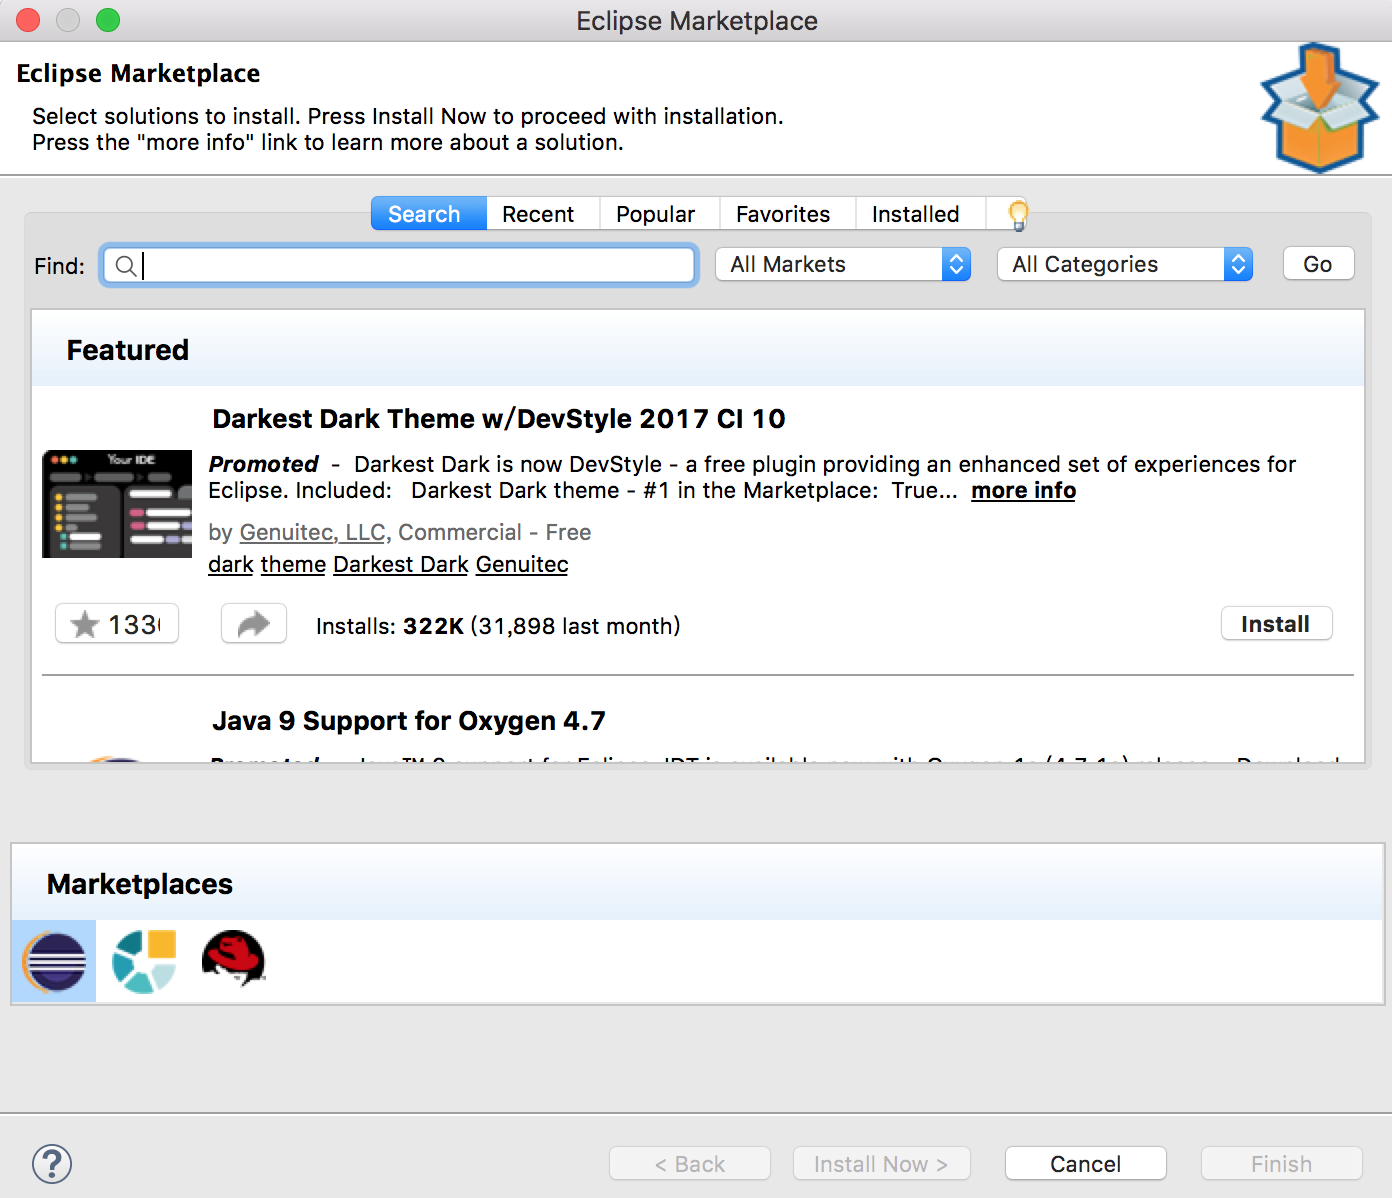 Eclipse Marketplace
Eclipse Marketplace
Select solutions to install. Press Install Now to proceed with installation.
Press the "more info" link to learn more about a solution.
Search Recent Popular Favorites Installed
Find: All Markets All Categories Go
Featured
Darkest Dark Theme w/DevStyle 2017 CI 10
Your IDE
Promoted - Darkest Dark is now DevStyle - a free plugin providing an enhanced set of experiences for
Eclipse. Included: Darkest Dark theme - #1 in the Marketplace: True... more info
by Genuitec, LLC, Commercial - Free
dark theme Darkest Dark Genuitec
133 Installs: 322K (31,898 last month) Install
Java 9 Support for Oxygen 4.7
Marketplaces
?
< Back Install Now > Cancel Finish